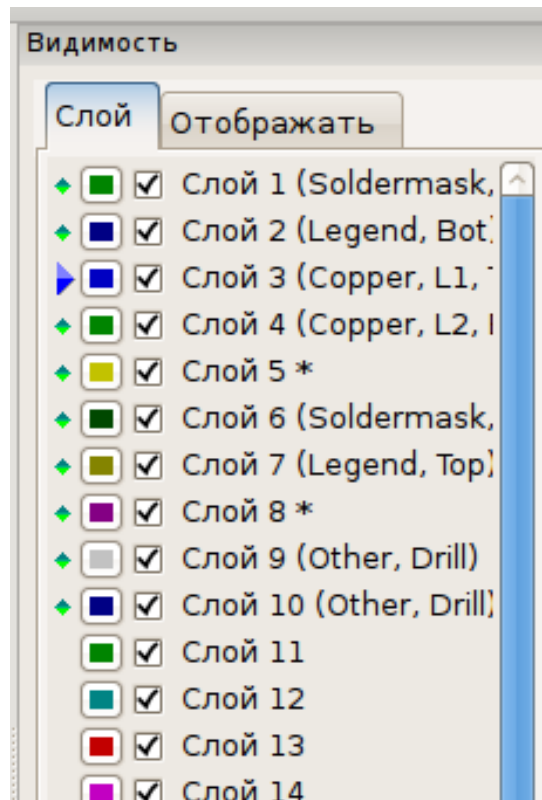 Видимость
Слой Отображать
Слой 1 (Soldermask,
Слой 2 (Legend, Bot
Слой 3 (Copper, L1,
Слой 4 (Copper, L2,
Слой 5 *
Слой 6 (Soldermask,
Слой 7 (Legend, Top)
Слой 8 *
Слой 9 (Other, Drill)
Слой 10 (Other, Drill)
Слой 11
Слой 12
Слой 13
Слой 14